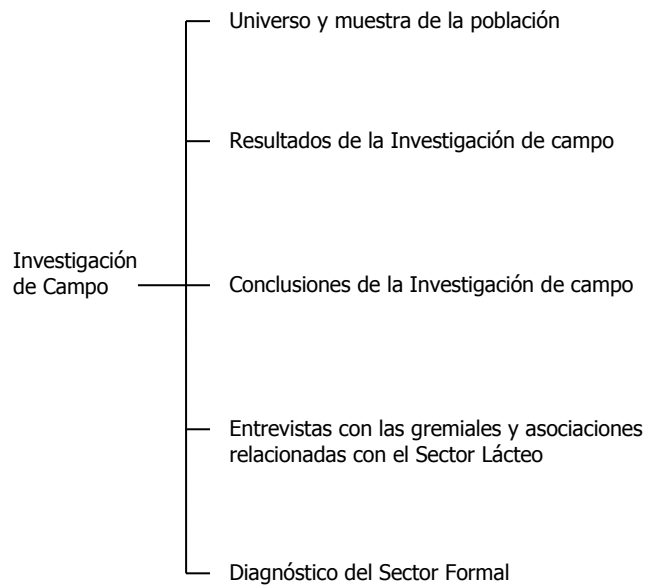 Universo y muestra de la población
Resultados de la Investigación de campo
Investigación
de Campo
Conclusiones de la Investigación de campo
Entrevistas con las gremiales y asociaciones
relacionadas con el Sector Lácteo
Diagnóstico del Sector Formal